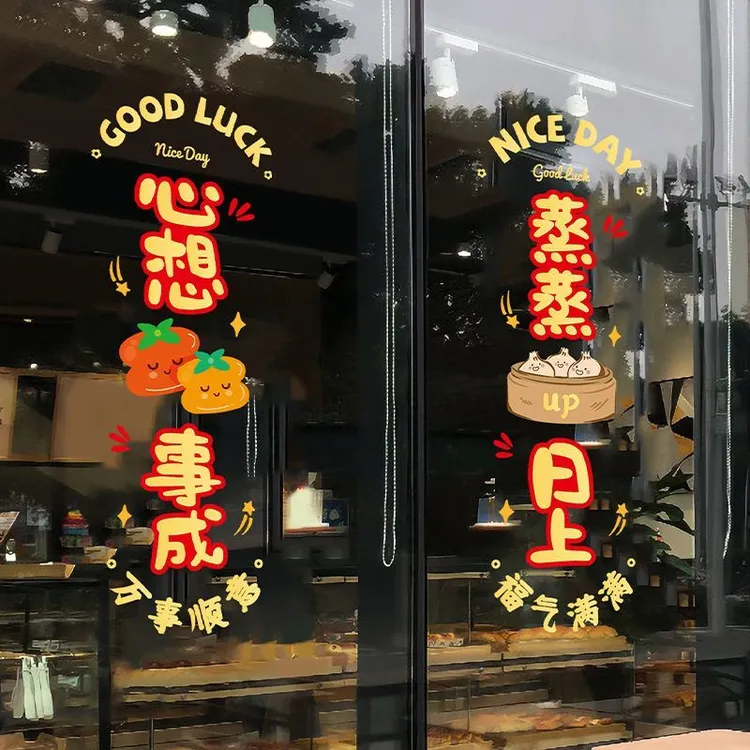 GOOD LUCK
Nice Day
心想
事成
万事顺意
NICE DAY
Good Luck
蒸蒸
up
日上
福气满满